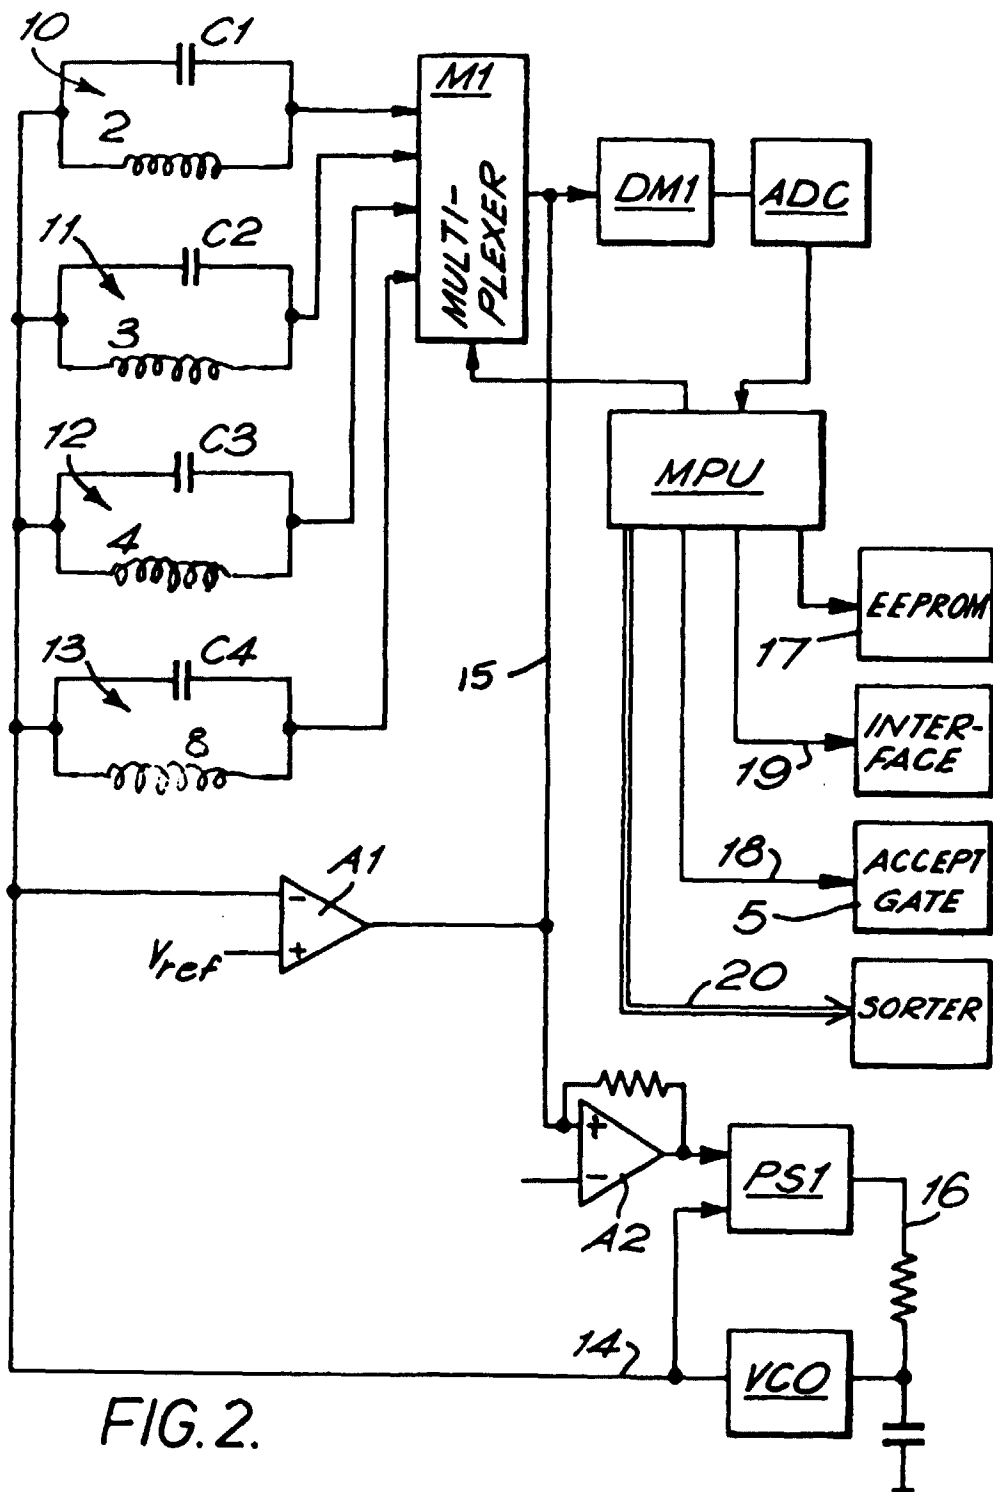 10
C1
2
M1
MULTI-
PLEXER
DM1
ADC
11
C2
3
12
C3
4
MPU
13
C4
8
15
EEPROM
17
INTER-
FACE
19
A1
-
+
Vref
18
ACCEPT
GATE
5
20
SORTER
+
-
A2
PS1
16
14
VCO
FIG. 2.